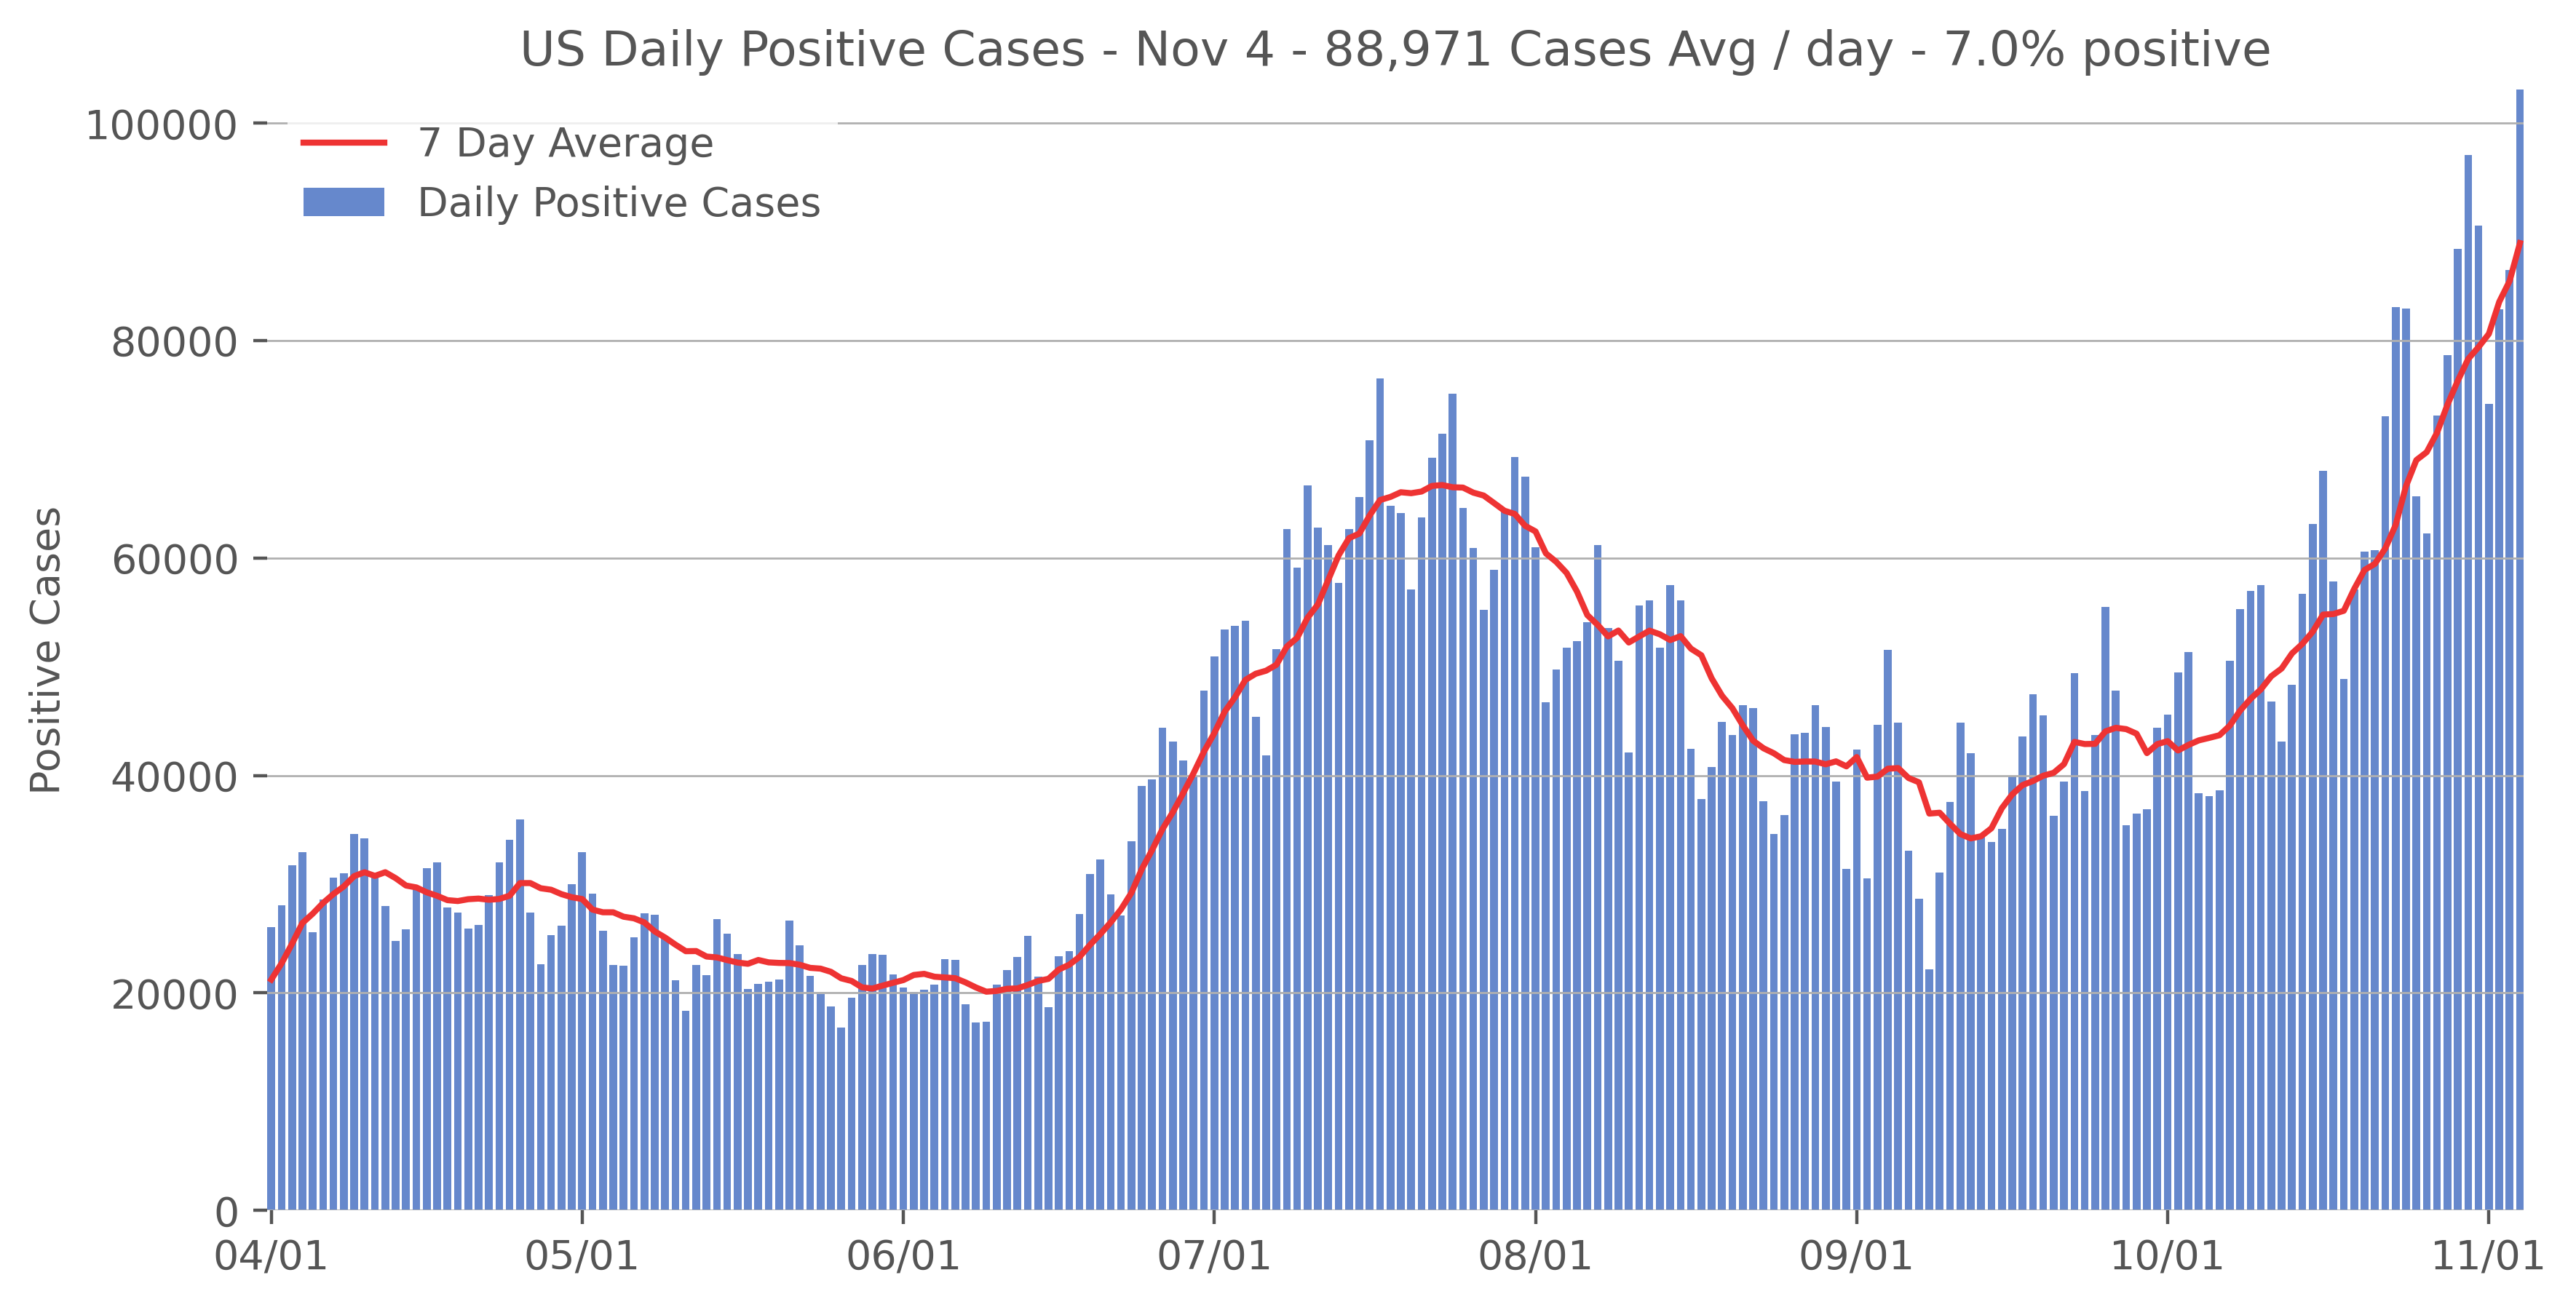 US Daily Positive Cases - Nov 4 - 88,971 Cases Avg / day - 7.0% positive
7 Day Average
Daily Positive Cases
Positive Cases
100000
80000
60000
40000
20000
0
04/01 05/01 06/01 07/01 08/01 09/01 10/01 11/01